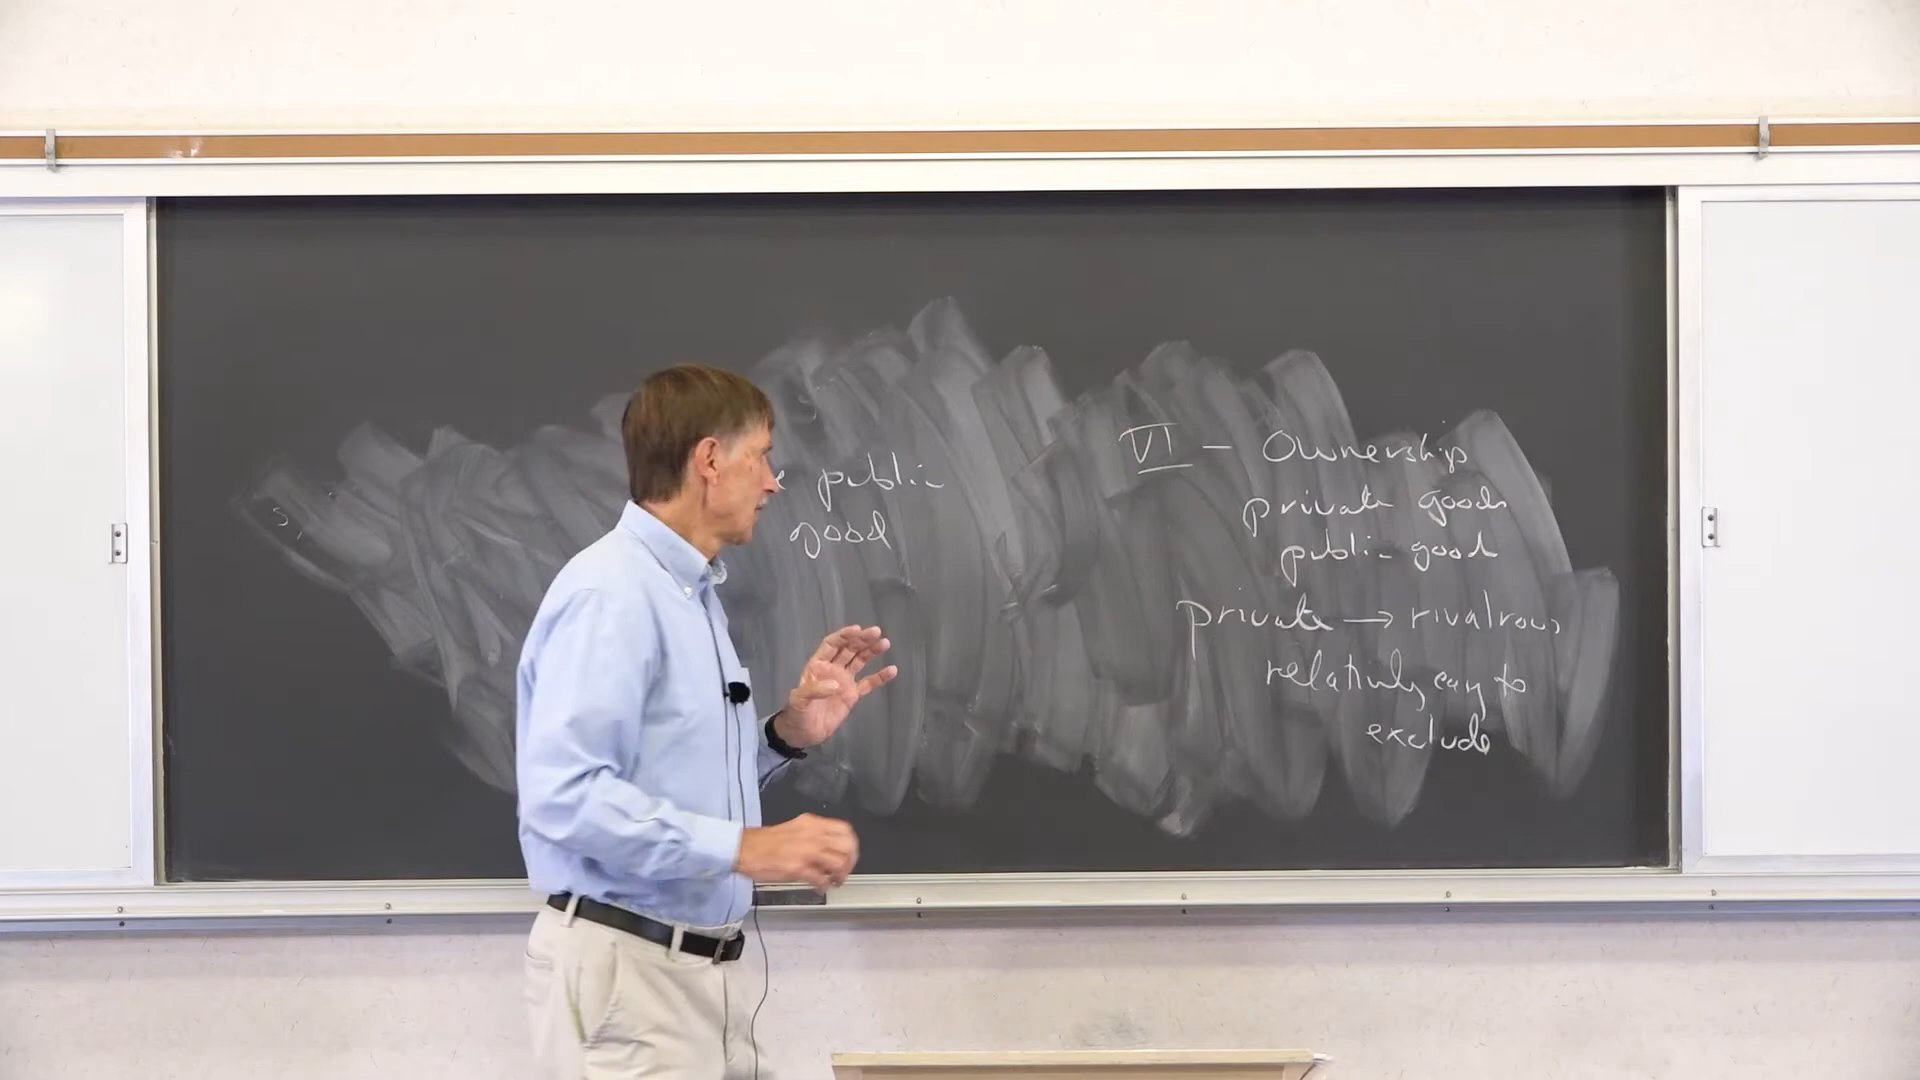 public
good
VI - Ownership
private goods
public good
private → rivalrous
relatively easy to
exclude